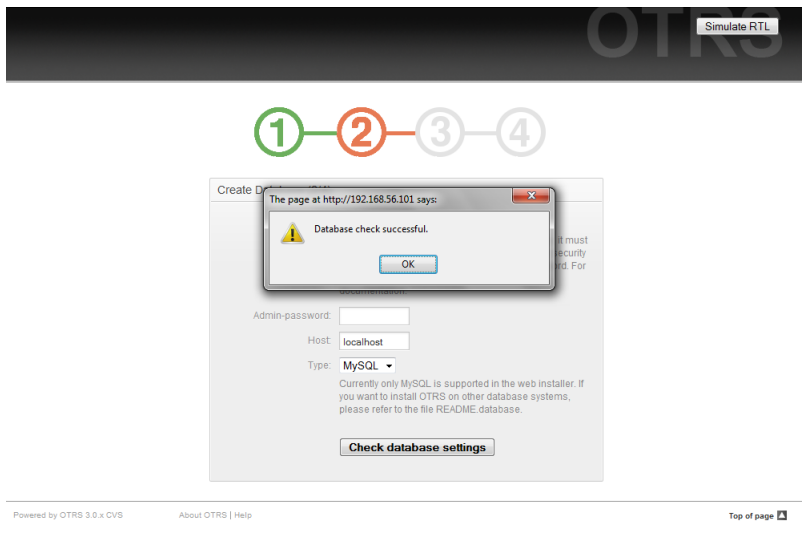 OTRS
Simulate RTL
1 2 3 4
Create
The page at http://192.168.56.101 says:
Database check successful.
OK
it must
security
For
documentation.
Admin-password:
Host: localhost
Type: MySQL
Currently only MySQL is supported in the web installer. If
you want to install OTRS on other database systems,
please refer to the file README.database.
Check database settings
Powered by OTRS 3.0.x CVS
About OTRS | Help
Top of page